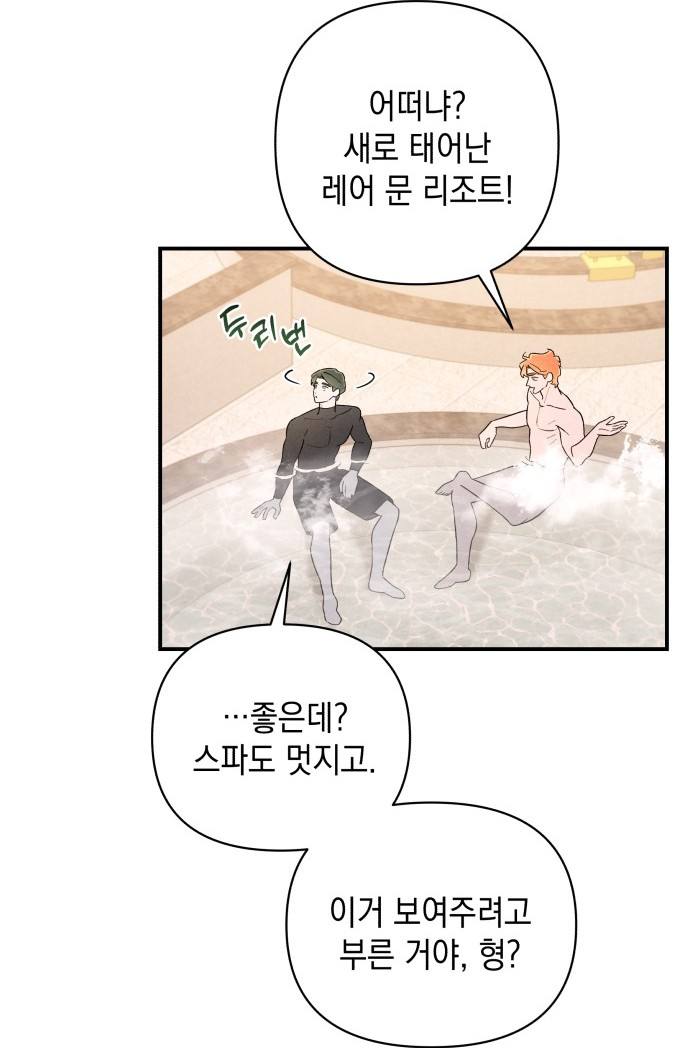 어떠냐?
새로 태어난
레어 문 리조트!
두리번
…좋은데?
스파도 멋지고.
이거 보여주려고
부른 거야, 형?